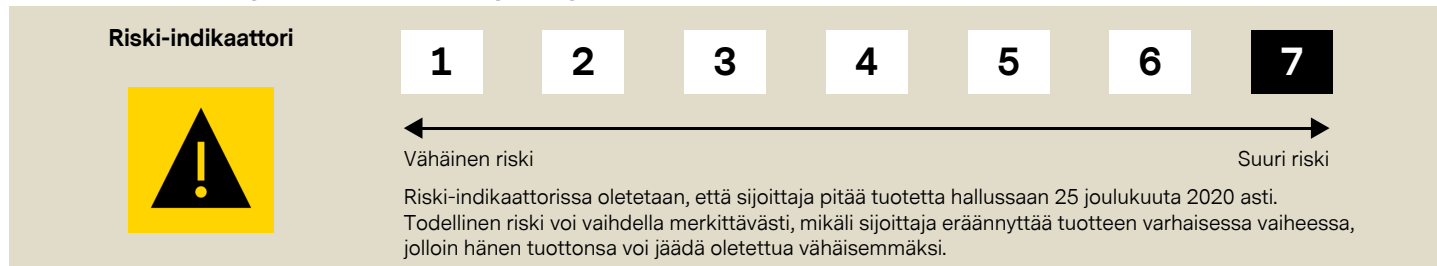 Riski-indikaattori
1 2 3 4 5 6 7
Vähäinen riski Suuri riski
Riski-indikaattorissa oletetaan, että sijoittaja pitää tuotetta hallussaan 25 joulukuuta 2020 asti.
Todellinen riski voi vaihdella merkittävästi, mikäli sijoittaja eräännyttää tuotteen varhaisessa vaiheessa,
jolloin hänen tuottonsa voi jäädä oletettua vähäisemmäksi.